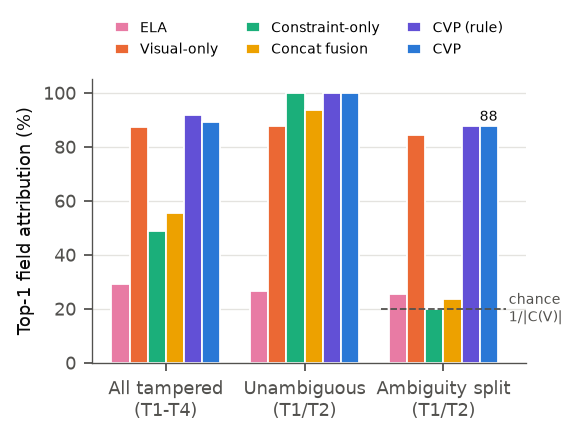 ELA
Visual-only
Constraint-only
Concat fusion
CVP (rule)
CVP
Top-1 field attribution (%)
100
80
60
40
20
0
88
chance
1/|C(V)|
All tampered
(T1-T4)
Unambiguous
(T1/T2)
Ambiguity split
(T1/T2)